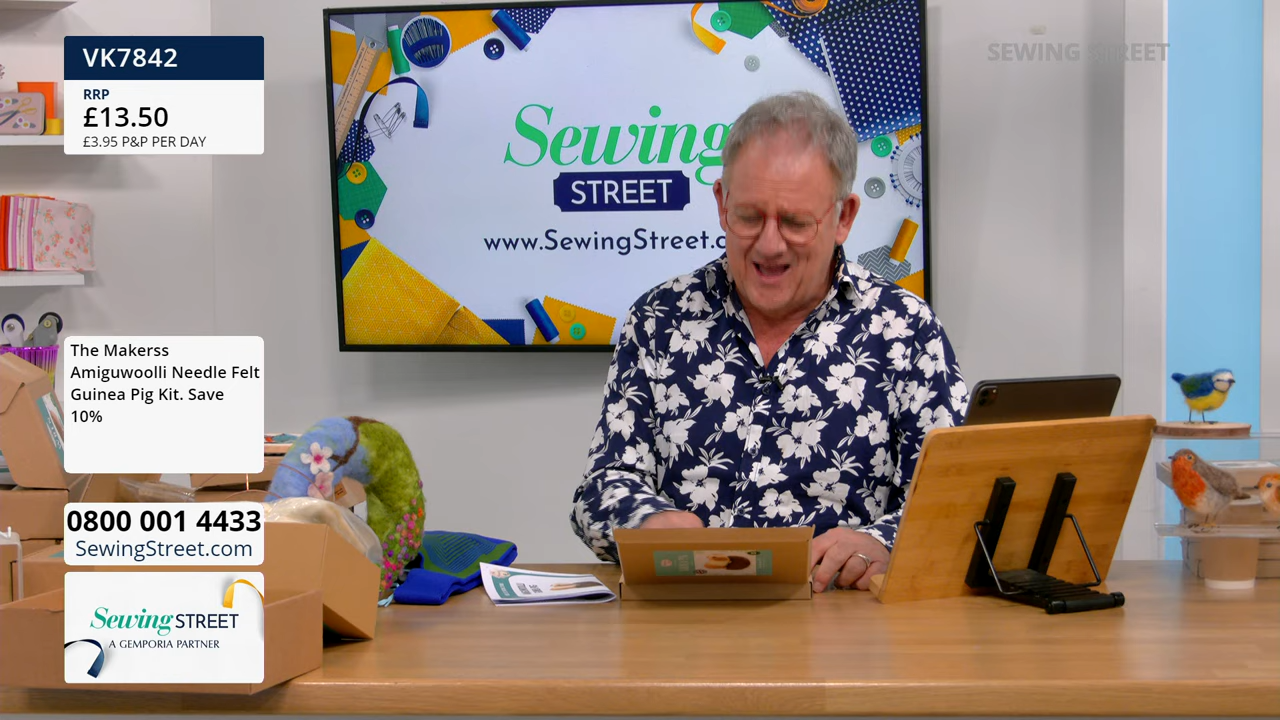 VK7842
RRP
£13.50
£3.95 P&P PER DAY
SEWING STREET
Sewing
STREET
www.SewingStreet.c
The Makerss
Amiguwoolli Needle Felt
Guinea Pig Kit. Save
10%
0800 001 4433
SewingStreet.com
Sewing STREET
A GEMPORIA PARTNER